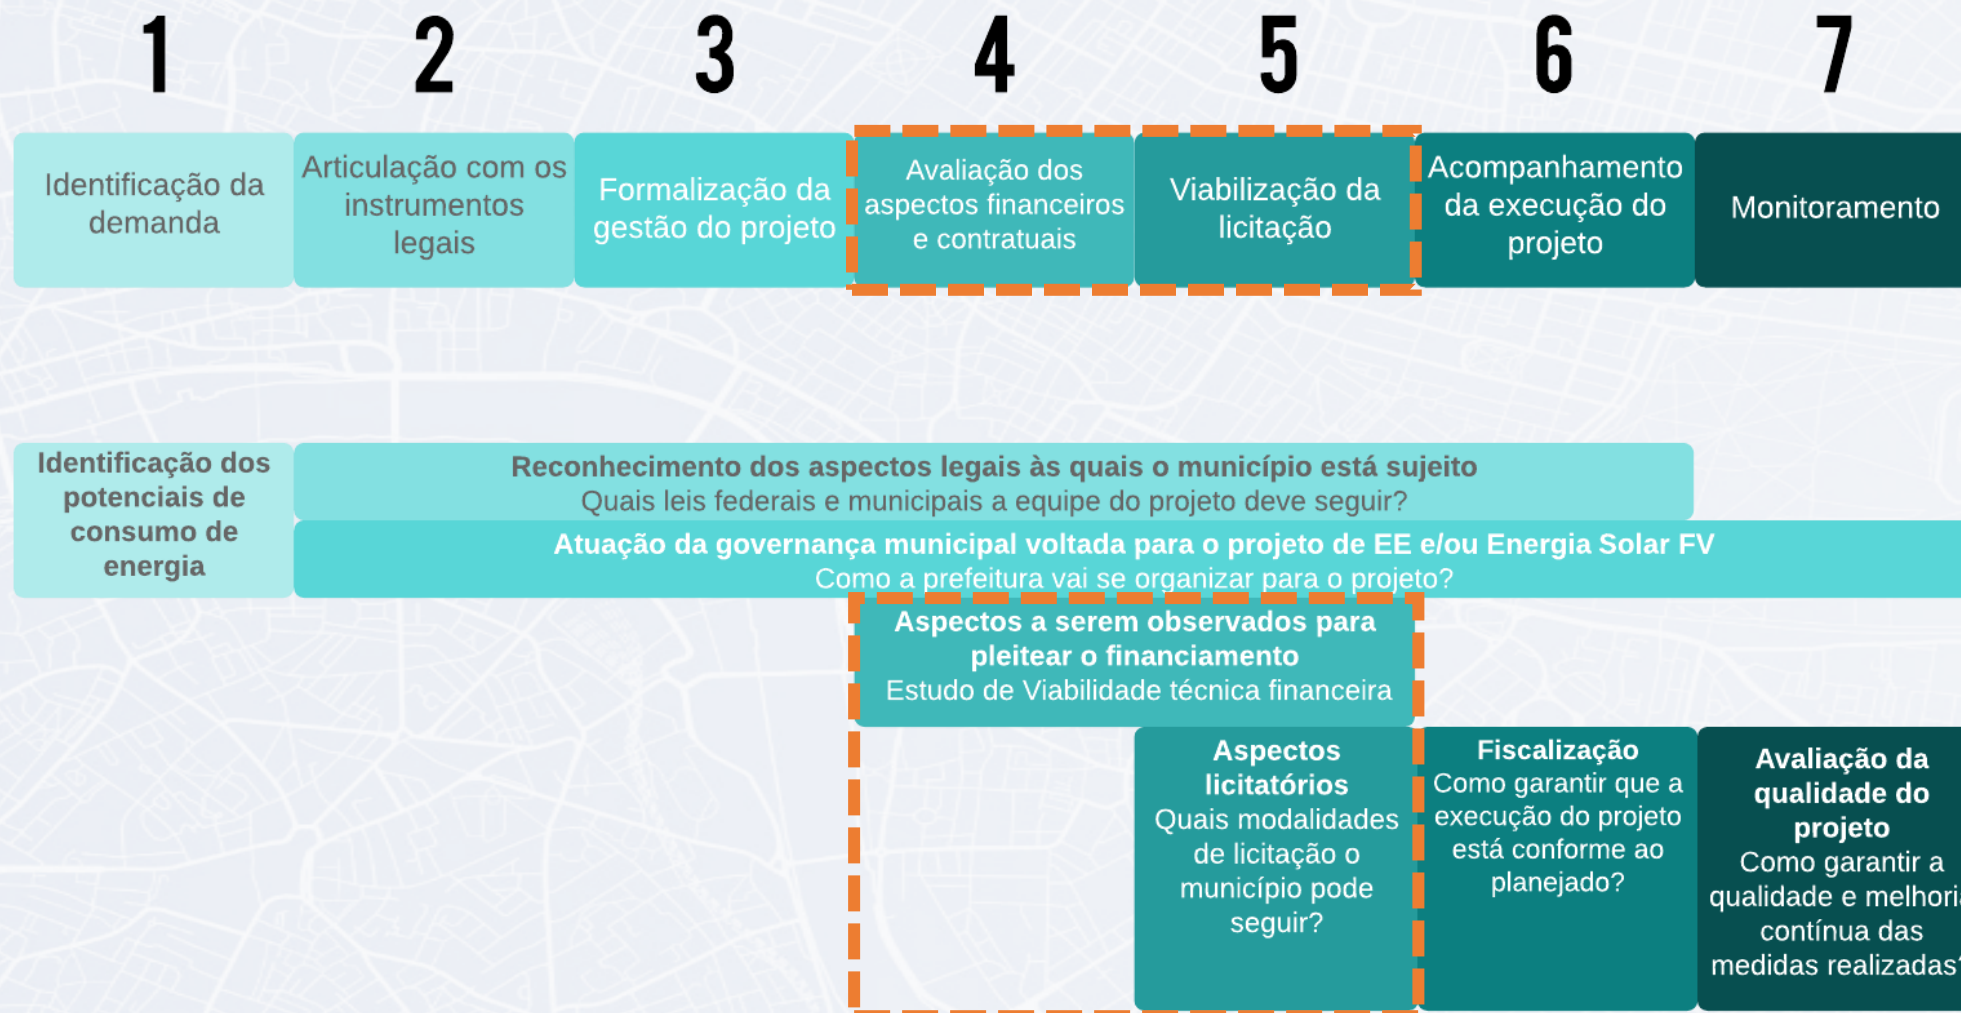 1
2
3
4
5
6
7
Identificação da
demanda
Articulação com os
instrumentos
legais
Formalização da
gestão do projeto
Avaliação dos
aspectos financeiros
e contratuais
Viabilização da
licitação
Acompanhamento
da execução do
projeto
Monitoramento
Identificação dos
potenciais de
consumo de
energia
Reconhecimento dos aspectos legais às quais o município está sujeito
Quais leis federais e municipais a equipe do projeto deve seguir?
Atuação da governança municipal voltada para o projeto de EE e/ou Energia Solar FV
Como a prefeitura vai se organizar para o projeto?
Aspectos a serem observados para
pleitear o financiamento
Estudo de Viabilidade técnica financeira
Aspectos
licitatórios
Quais modalidades
de licitação o
município pode
seguir?
Fiscalização
Como garantir que a
execução do projeto
está conforme ao
planejado?
Avaliação da
qualidade do
projeto
Como garantir a
qualidade e melhoria
contínua das
medidas realizadas?